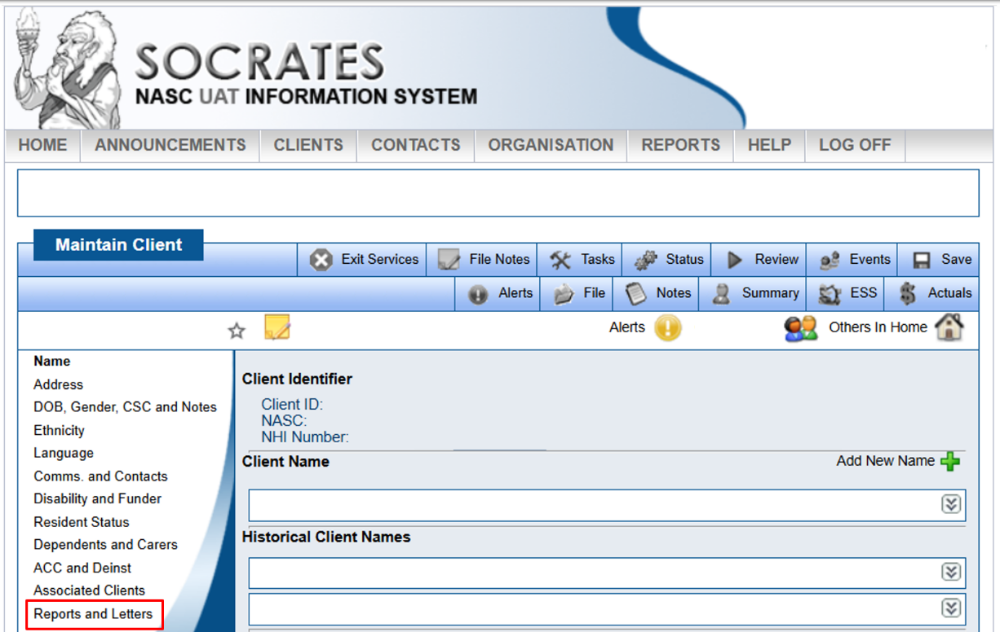 SOCRATES
NASC UAT INFORMATION SYSTEM
HOME ANNOUNCEMENTS CLIENTS CONTACTS ORGANISATION REPORTS HELP LOG OFF
Maintain Client
Exit Services File Notes Tasks Status Review Events Save
Alerts File Notes Summary ESS Actuals
Alerts Others In Home
Name
Address
DOB, Gender, CSC and Notes
Ethnicity
Language
Comms. and Contacts
Disability and Funder
Resident Status
Dependents and Carers
ACC and Deinst
Associated Clients
Reports and Letters
Client Identifier
Client ID:
NASC:
NHI Number:
Client Name
Add New Name
Historical Client Names